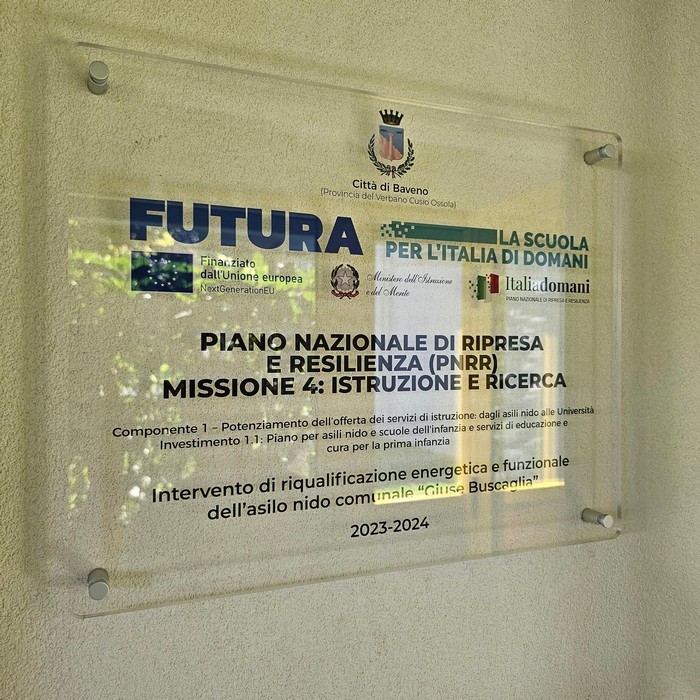 Città di Baveno
(Provincia del Verbano Cusio Ossola)
FUTURA
LA SCUOLA
PER L'ITALIA DI DOMANI
Finanziato
dall'Unione europea
NextGenerationEU
Ministero dell'Istruzione
e del Merito
Italiadomani
PIANO NAZIONALE DI RIPRESA E RESILIENZA
PIANO NAZIONALE DI RIPRESA
E RESILIENZA (PNRR)
MISSIONE 4: ISTRUZIONE E RICERCA
Componente 1 – Potenziamento dell'offerta dei servizi di istruzione: dagli asili nido alle Università
Investimento 1.1: Piano per asili nido e scuole dell'infanzia e servizi di educazione e
cura per la prima infanzia
Intervento di riqualificazione energetica e funzionale
dell'asilo nido comunale "Giuse Buscaglia"
2023-2024